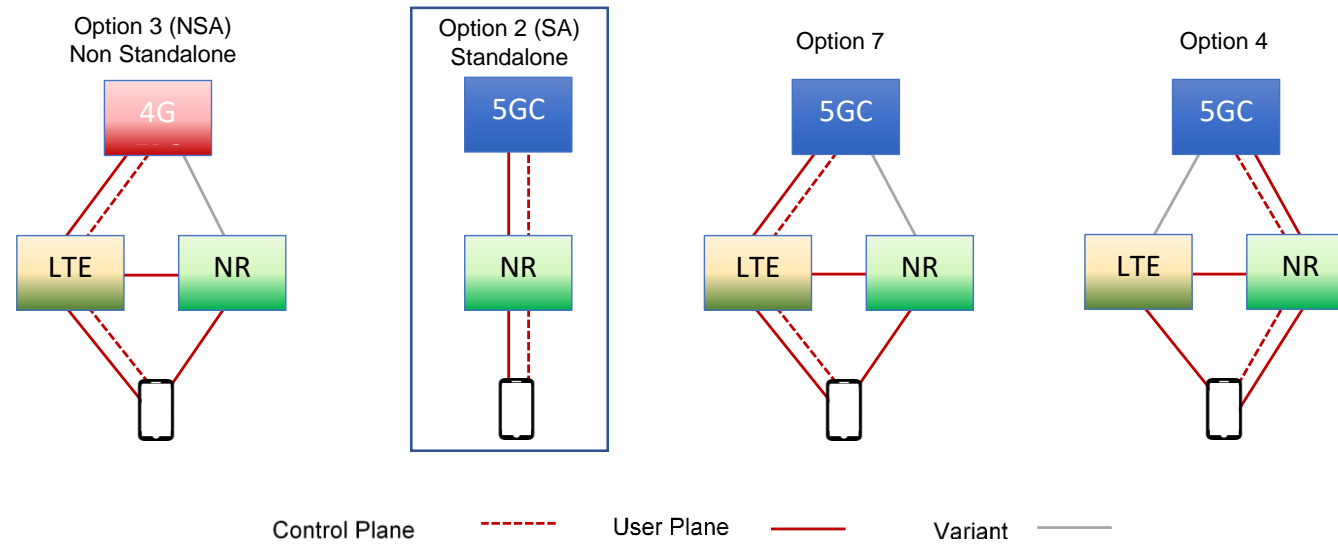 Option 3 (NSA)
Non Standalone
4G
LTE
NR
Option 2 (SA)
Standalone
5GC
NR
Option 7
5GC
LTE
NR
Option 4
5GC
LTE
NR
Control Plane
User Plane
Variant